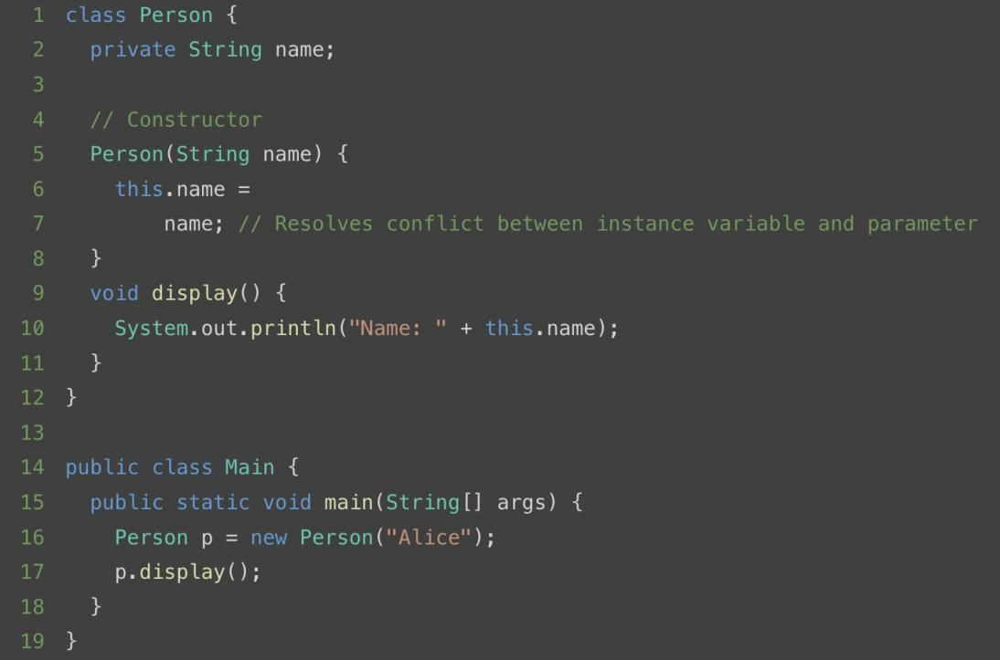 1 class Person {
2   private String name;
3
4   // Constructor
5   Person(String name) {
6     this.name =
7         name; // Resolves conflict between instance variable and parameter
8   }
9   void display() {
10     System.out.println("Name: " + this.name);
11   }
12 }
13
14 public class Main {
15   public static void main(String[] args) {
16     Person p = new Person("Alice");
17     p.display();
18   }
19 }